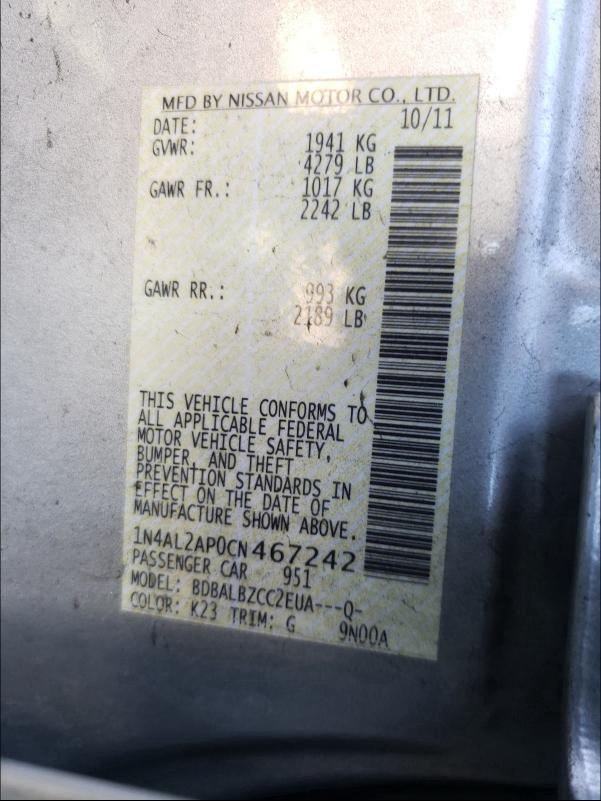 MFD BY NISSAN MOTOR CO., LTD.
DATE: 10/11
GVWR: 1941 KG
4279 LB
GAWR FR.: 1017 KG
2242 LB
GAWR RR.: 993 KG
2189 LB
THIS VEHICLE CONFORMS TO
ALL APPLICABLE FEDERAL
MOTOR VEHICLE SAFETY,
BUMPER, AND THEFT
PREVENTION STANDARDS IN
EFFECT ON THE DATE OF
MANUFACTURE SHOWN ABOVE.
1N4AL2AP0CN467242
PASSENGER CAR 951
MODEL: BDBALBZCC2EUA---Q-
COLOR: K23 TRIM: G 9N00A